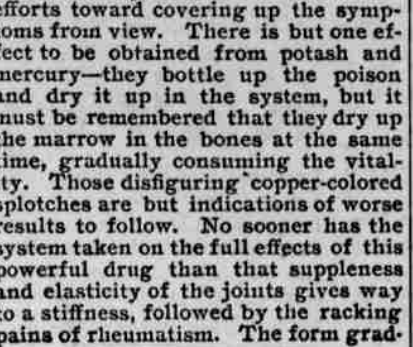 efforts toward covering up the symp-
oms from view. There is but one ef-
fect to be obtained from potash and
mercury—they bottle up the poison
and dry it up in the system, but it
must be remembered that they dry up
the marrow in the bones at the same
time, gradually consuming the vital-
ity. Those disfiguring copper-colored
splotches are but indications of worse
results to follow. No sooner has the
system taken on the full effects of this
powerful drug than that suppleness
and elasticity of the joints gives way
to a stiffness, followed by the racking
pains of rheumatism. The form grad-